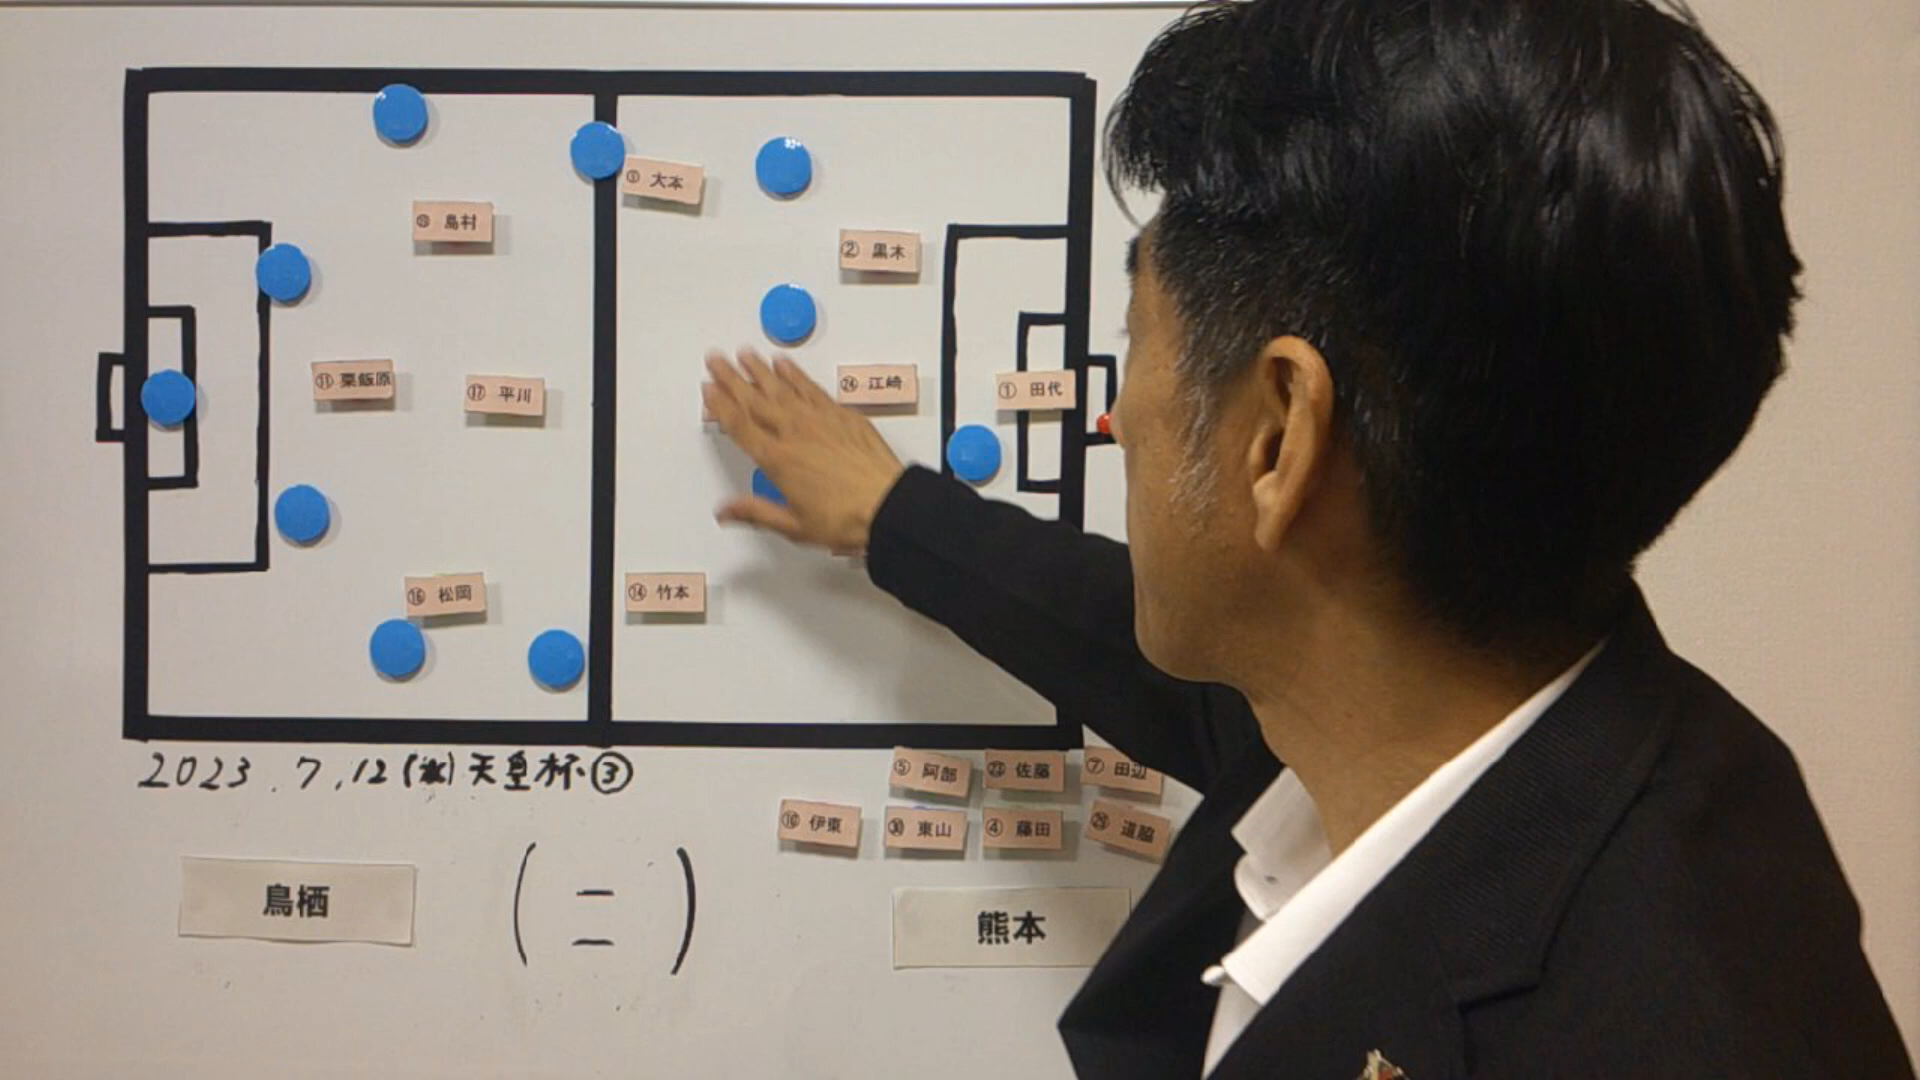 ③ 大本
⑮ 島村
② 黒木
⑪ 粟飯原
⑰ 平川
㉔ 江崎
① 田代
⑯ 松岡
⑭ 竹本
2023.7.12(水)天皇杯③
⑤ 阿部
㉓ 佐藤
⑦ 田辺
⑩ 伊東
㉚ 東山
④ 藤田
㉙ 道脇
鳥栖
( 二 )
熊本